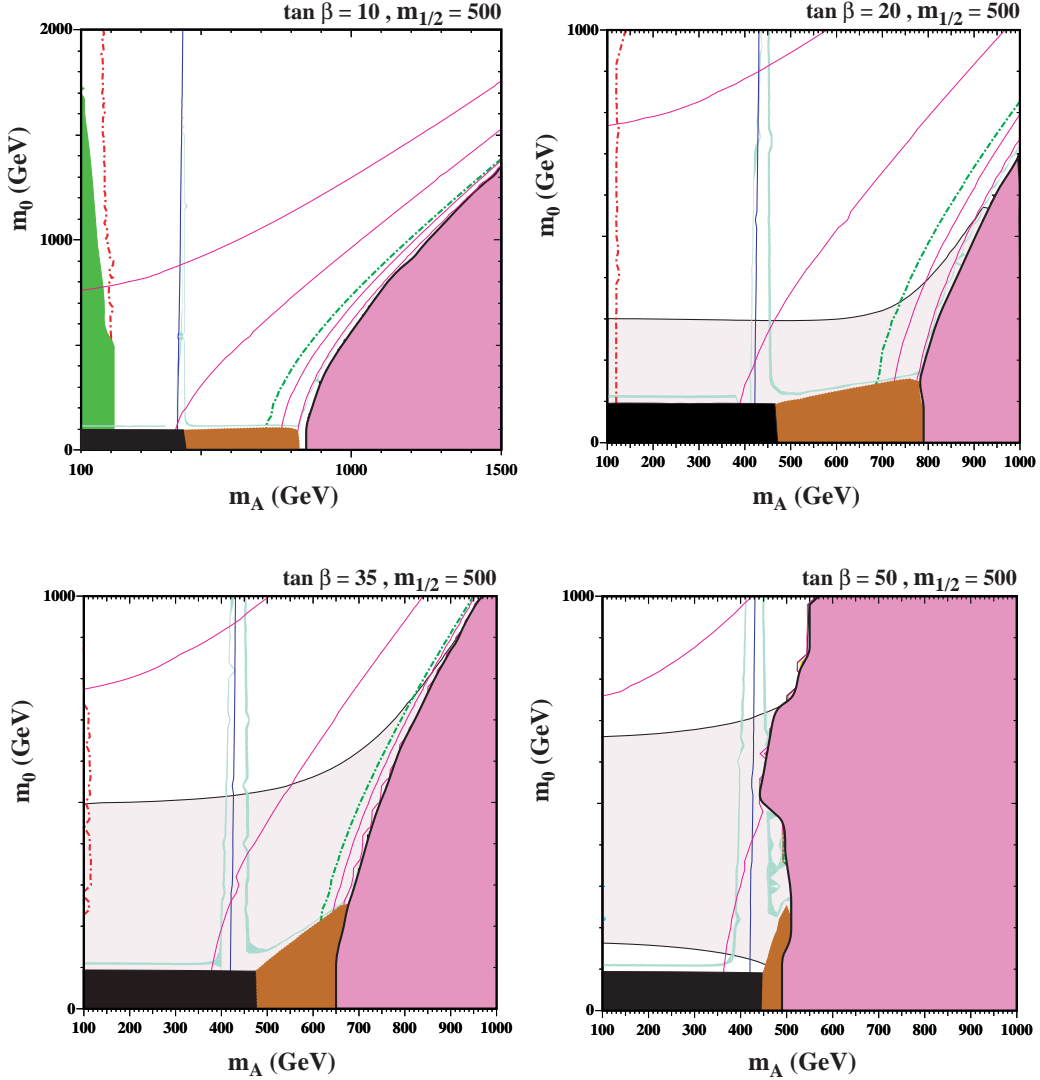 tan β = 10 , m1/2 = 500
2000
1000
0
m0 (GeV)
100 1000 1500
mA (GeV)
tan β = 20 , m1/2 = 500
1000
0
m0 (GeV)
100 200 300 400 500 600 700 800 900 1000
mA (GeV)
tan β = 35 , m1/2 = 500
1000
0
m0 (GeV)
100 200 300 400 500 600 700 800 900 1000
mA (GeV)
tan β = 50 , m1/2 = 500
1000
0
m0 (GeV)
100 200 300 400 500 600 700 800 900 1000
mA (GeV)